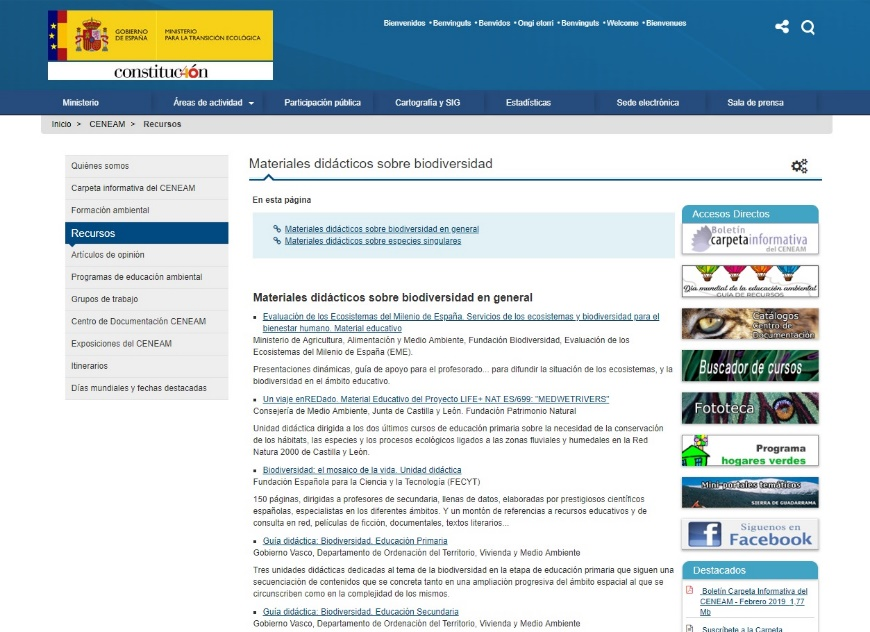 GOBIERNO
DE ESPAÑA
MINISTERIO
PARA LA TRANSICIÓN ECOLÓGICA
constituc40n
Bienvenidos • Benvinguts • Benvidos • Ongi etorri • Benvinguts • Welcome • Bienvenues
Ministerio
Áreas de actividad
Participación pública
Cartografía y SIG
Estadísticas
Sede electrónica
Sala de prensa
Inicio > CENEAM > Recursos
Quiénes somos
Carpeta informativa del CENEAM
Formación ambiental
Recursos
Artículos de opinión
Programas de educación ambiental
Grupos de trabajo
Centro de Documentación CENEAM
Exposiciones del CENEAM
Itinerarios
Días mundiales y fechas destacadas
Materiales didácticos sobre biodiversidad
En esta página
Materiales didácticos sobre biodiversidad en general
Materiales didácticos sobre especies singulares
Materiales didácticos sobre biodiversidad en general
Evaluación de los Ecosistemas del Milenio de España. Servicios de los ecosistemas y biodiversidad para el
bienestar humano. Material educativo
Ministerio de Agricultura, Alimentación y Medio Ambiente, Fundación Biodiversidad, Evaluación de los
Ecosistemas del Milenio de España (EME).
Presentaciones dinámicas, guía de apoyo para el profesorado... para difundir la situación de los ecosistemas, y la
biodiversidad en el ámbito educativo.
Un viaje enREDado. Material Educativo del Proyecto LIFE+ NAT ES/699: "MEDWETRIVERS"
Consejería de Medio Ambiente, Junta de Castilla y León. Fundación Patrimonio Natural
Unidad didáctica dirigida a los dos últimos cursos de educación primaria sobre la necesidad de la conservación
de los hábitats, las especies y los procesos ecológicos ligados a las zonas fluviales y humedales en la Red
Natura 2000 de Castilla y León.
Biodiversidad: el mosaico de la vida. Unidad didáctica
Fundación Española para la Ciencia y la Tecnología (FECYT)
150 páginas, dirigidas a profesores de secundaria, llenas de datos, elaboradas por prestigiosos científicos
españolas, especialistas en los diferentes ámbitos. Y un montón de referencias a recursos educativos y de
consulta en red, películas de ficción, documentales, textos literarios...
Guía didáctica: Biodiversidad. Educación Primaria
Gobierno Vasco, Departamento de Ordenación del Territorio, Vivienda y Medio Ambiente
Tres unidades didácticas dedicadas al tema de la biodiversidad en la etapa de educación primaria que siguen una
secuenciación de contenidos que se concreta tanto en una ampliación progresiva del ámbito espacial al que se
circunscriben como en la complejidad de los mismos.
Guía didáctica: Biodiversidad. Educación Secundaria
Gobierno Vasco, Departamento de Ordenación del Territorio, Vivienda y Medio Ambiente
Accesos Directos
Boletín
carpetainformativa
del CENEAM
Día mundial de la educación ambiental
GUIA DE RECURSOS
Catálogos
Centro de
Documentación
Buscador de cursos
Fototeca
Programa
hogares verdes
Mini-portales temáticos
SIERRA DE GUADARRAMA
Síguenos en
Facebook
Destacados
Boletín Carpeta Informativa del
CENEAM - Febrero 2019 1,77
Mb
Suscríbete a la Carpeta